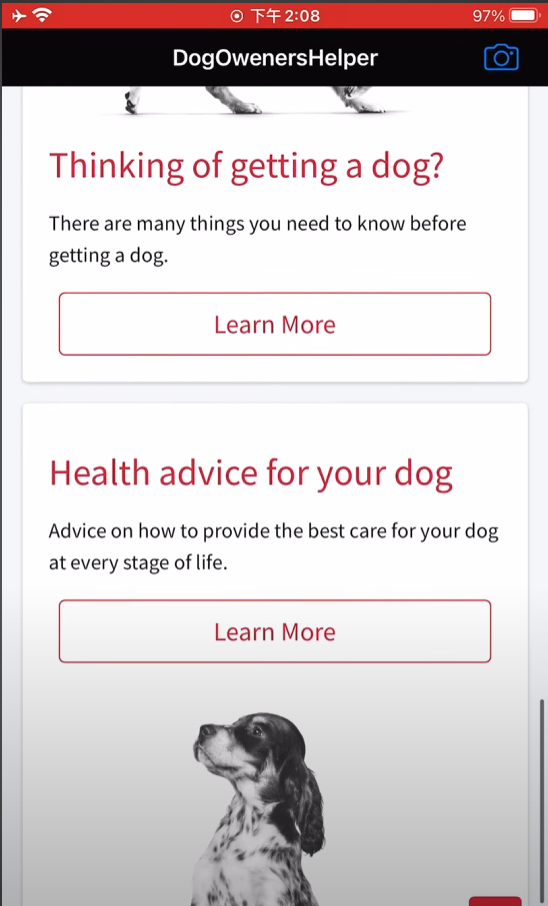 下午2:08
97%
DogOwenersHelper
Thinking of getting a dog?
There are many things you need to know before
getting a dog.
Learn More
Health advice for your dog
Advice on how to provide the best care for your dog
at every stage of life.
Learn More